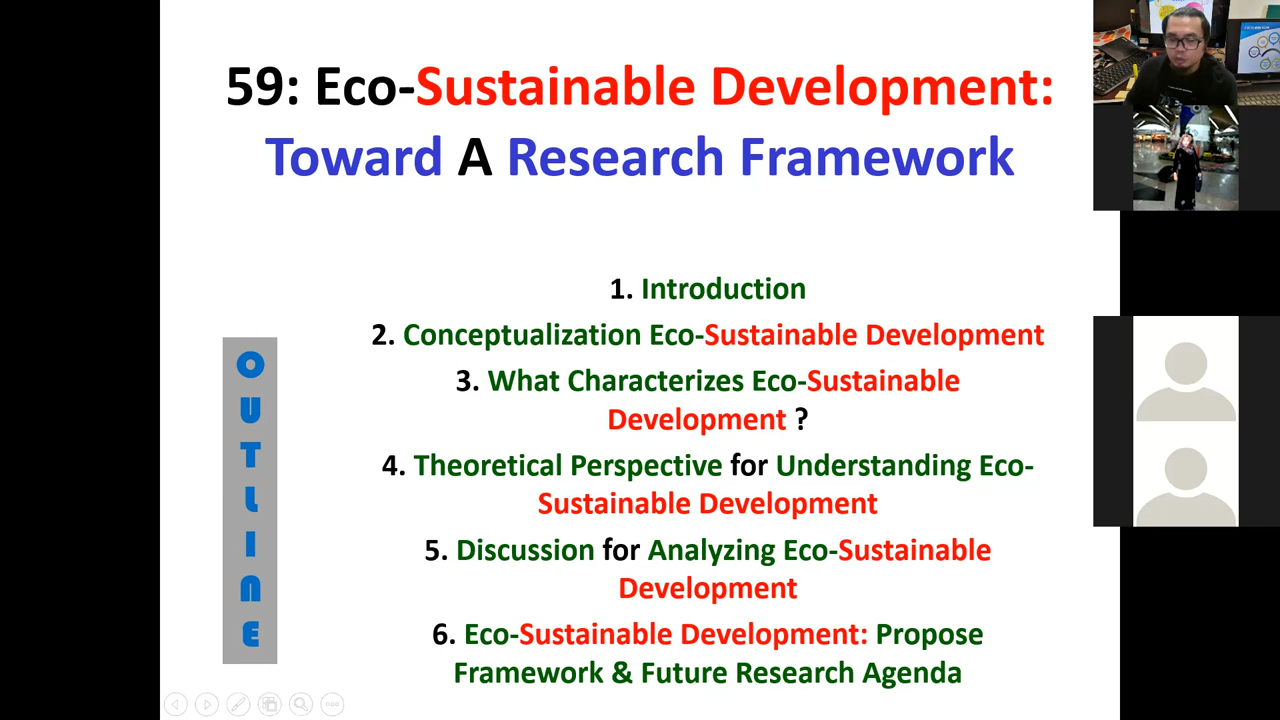 59: Eco-Sustainable Development:
Toward A Research Framework
OUTLINE
1. Introduction
2. Conceptualization Eco-Sustainable Development
3. What Characterizes Eco-Sustainable
Development ?
4. Theoretical Perspective for Understanding Eco-
Sustainable Development
5. Discussion for Analyzing Eco-Sustainable
Development
6. Eco-Sustainable Development: Propose
Framework & Future Research Agenda